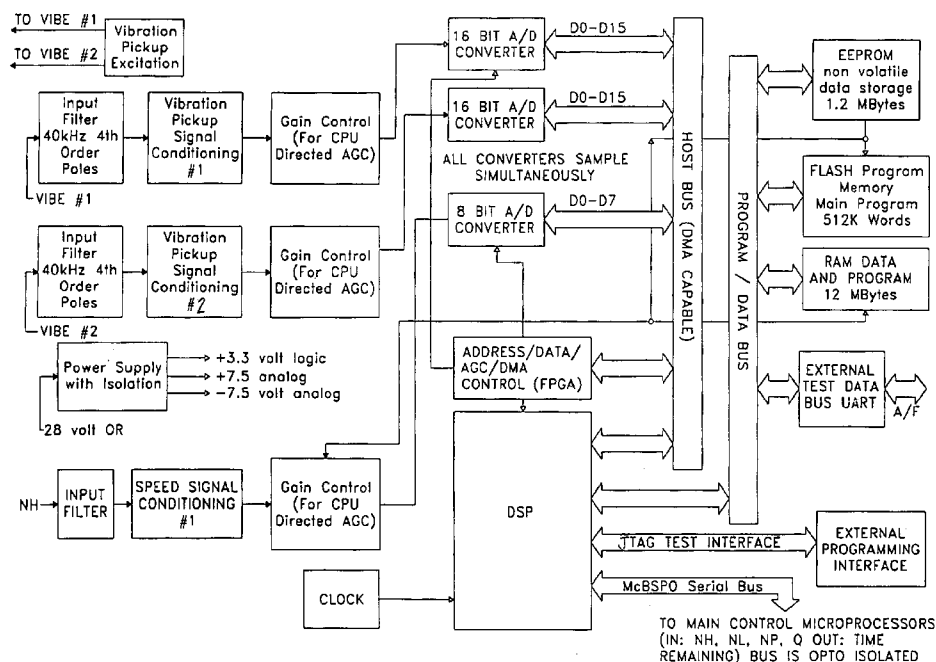 TO VIBE #1
TO VIBE #2
Vibration
Pickup
Excitation
Input
Filter
40kHz 4th
Order
Poles
VIBE #1
Vibration
Pickup
Signal
Conditioning
#1
Gain Control
(For CPU
Directed AGC)
16 BIT A/D
CONVERTER
D0-D15
16 BIT A/D
CONVERTER
D0-D15
ALL CONVERTERS SAMPLE
SIMULTANEOUSLY
8 BIT A/D
CONVERTER
D0-D7
Input
Filter
40kHz 4th
Order
Poles
VIBE #2
Vibration
Pickup
Signal
Conditioning
#2
Gain Control
(For CPU
Directed AGC)
HOST BUS (DMA CAPABLE)
PROGRAM / DATA BUS
EEPROM
non volatile
data storage
1.2 MBytes
FLASH Program
Memory
Main Program
512K Words
RAM DATA
AND PROGRAM
12 MBytes
EXTERNAL
TEST DATA
BUS UART
A/F
Power Supply
with Isolation
+3.3 volt logic
+7.5 analog
-7.5 volt analog
28 volt OR
ADDRESS/DATA/
AGC/DMA
CONTROL (FPGA)
NH
INPUT
FILTER
SPEED SIGNAL
CONDITIONING
#1
Gain Control
(For CPU
Directed AGC)
DSP
CLOCK
JTAG TEST INTERFACE
EXTERNAL
PROGRAMMING
INTERFACE
McBSPO Serial Bus
TO MAIN CONTROL MICROPROCESSORS
(IN: NH, NL, NP, Q OUT: TIME
REMAINING) BUS IS OPTO ISOLATED